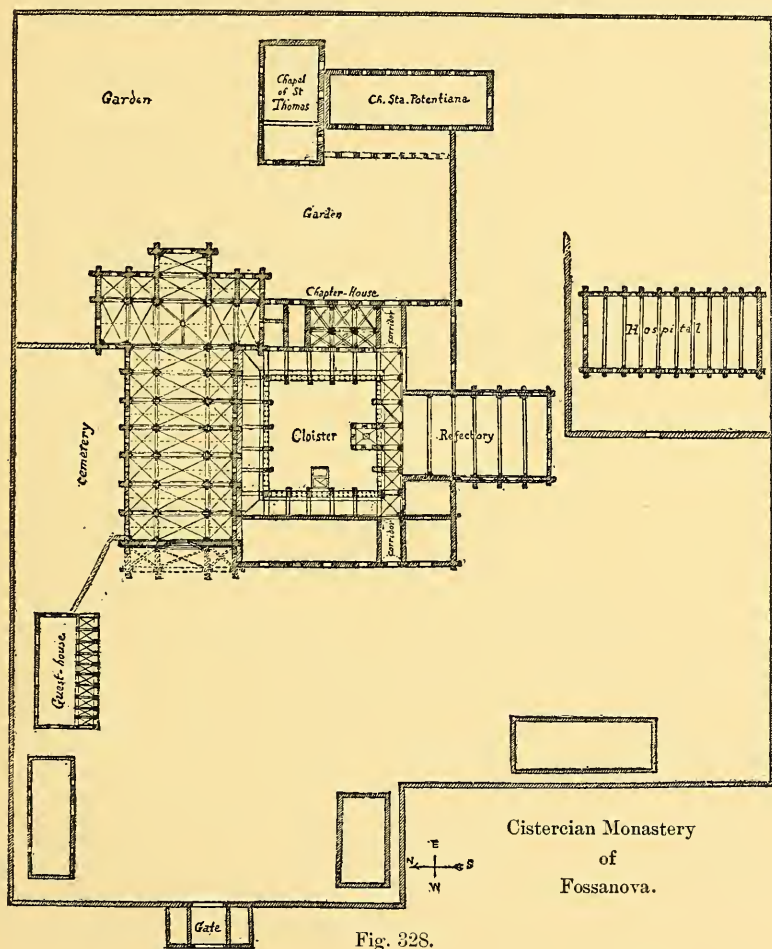 Garden
Chapel
of St
Thomas
Ch. Sta. Potentiana
Garden
Chapter-House
corridor
Hospital
Cemetery
Cloister
Refectory
corridor
Guest-house
Cistercian Monastery
of
Fossanova.
E
N
S
W
Gate
Fig. 328.